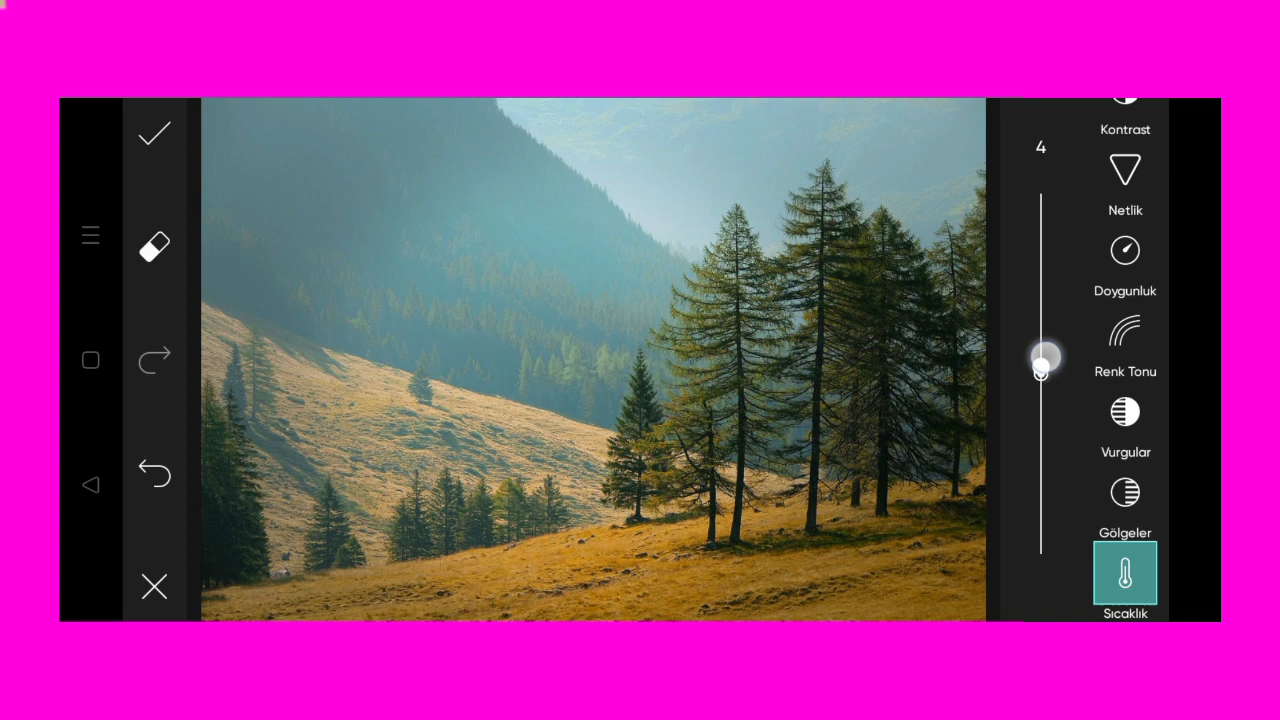 Kontrast
4
Netlik
Doygunluk
Renk Tonu
Vurgular
Gölgeler
Sıcaklık